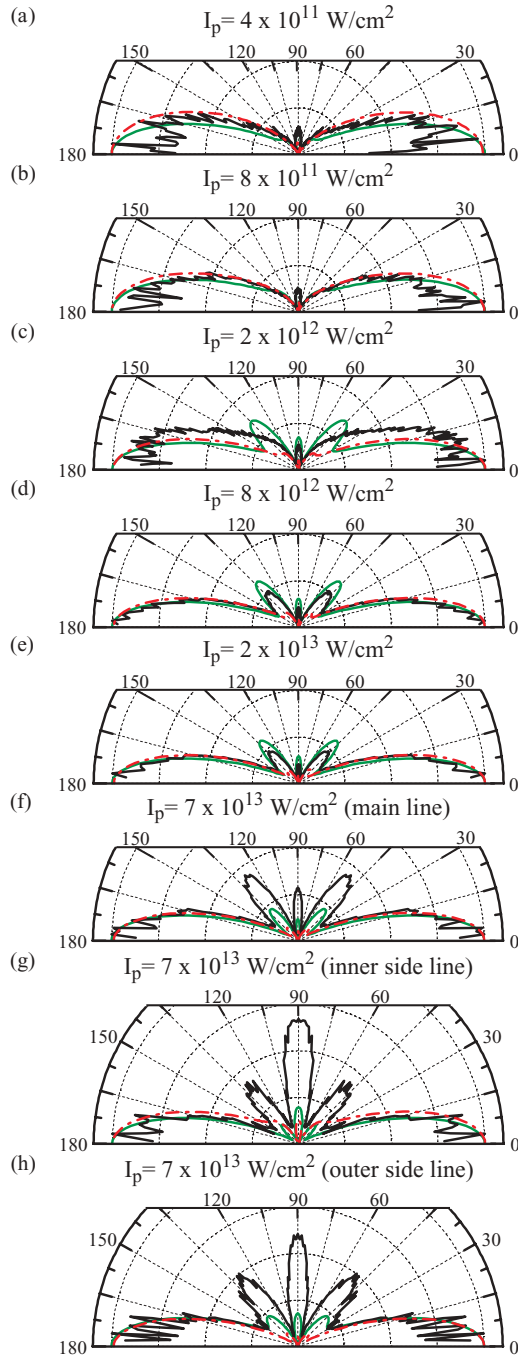 (a)
I_p= 4 x 10^11 W/cm^2
150 30
180 0
(b)
I_p= 8 x 10^11 W/cm^2
150 120 90 60 30
180 0
(c)
I_p= 2 x 10^12 W/cm^2
150 120 90 60 30
180 0
(d)
I_p= 8 x 10^12 W/cm^2
150 120 90 60 30
180 0
(e)
I_p= 2 x 10^13 W/cm^2
150 120 90 60 30
180 0
(f)
I_p= 7 x 10^13 W/cm^2 (main line)
150 120 90 60 30
180 0
(g)
I_p= 7 x 10^13 W/cm^2 (inner side line)
120 90 60
150 30
180 0
(h)
I_p= 7 x 10^13 W/cm^2 (outer side line)
120 90 60
150 30
180 0